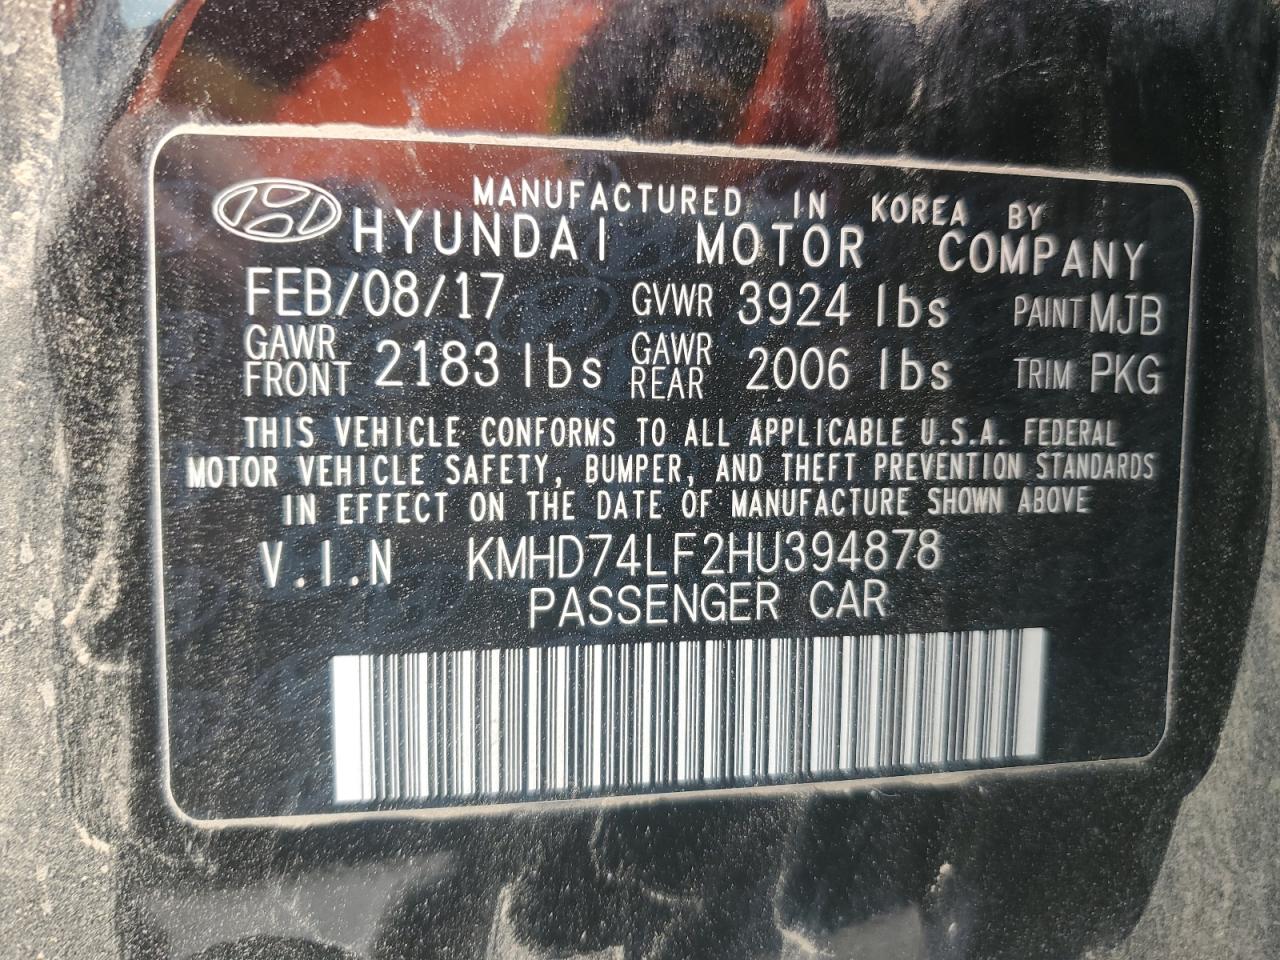 MANUFACTURED IN KOREA BY
HYUNDAI MOTOR COMPANY
FEB/08/17 GVWR 3924 lbs PAINT MJB
GAWR FRONT 2183 lbs GAWR REAR 2006 lbs TRIM PKG
THIS VEHICLE CONFORMS TO ALL APPLICABLE U.S.A. FEDERAL
MOTOR VEHICLE SAFETY, BUMPER, AND THEFT PREVENTION STANDARDS
IN EFFECT ON THE DATE OF MANUFACTURE SHOWN ABOVE
V.I.N KMHD74LF2HU394878
PASSENGER CAR